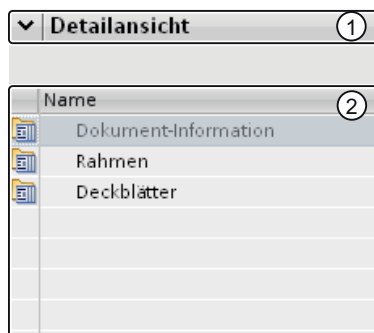 Detailansicht 1
Name 2
Dokument-Information
Rahmen
Deckblätter